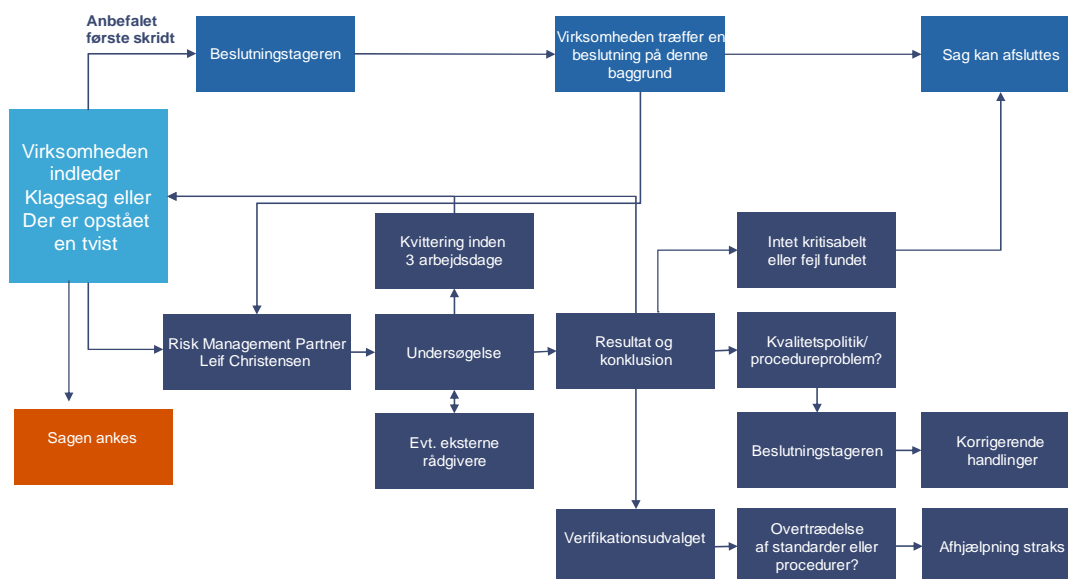 Anbefalet
første skridt
Beslutningstageren
Virksomheden træffer en
beslutning på denne
baggrund
Sag kan afsluttes
Virksomheden
indleder
Klagesag eller
Der er opstået
en tvist
Kvittering inden
3 arbejdsdage
Intet kritisabelt
eller fejl fundet
Risk Management Partner
Leif Christensen
Undersøgelse
Resultat og
konklusion
Kvalitetspolitik/
procedureproblem?
Sagen ankes
Evt. eksterne
rådgivere
Beslutningstageren
Korrigerende
handlinger
Verifikationsudvalget
Overtrædelse
af standarder eller
procedurer?
Afhjælpning straks